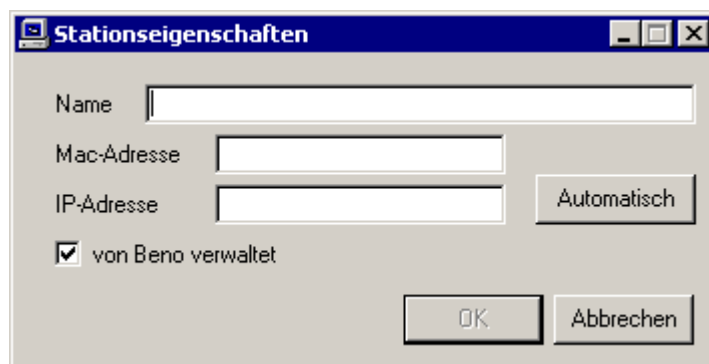 Stationseigenschaften
Name
Mac-Adresse
IP-Adresse
Automatisch
von Beno verwaltet
OK
Abbrechen